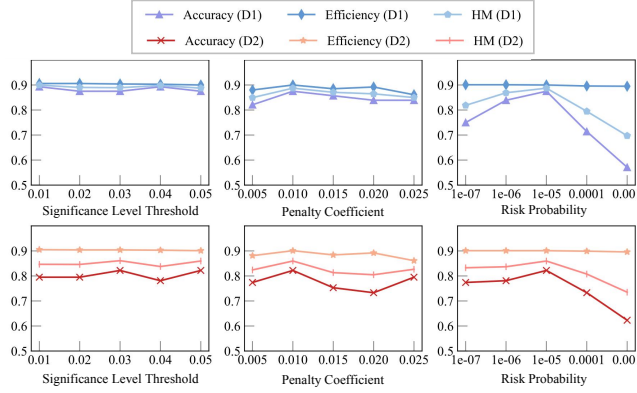 Accuracy (D1) Efficiency (D1) HM (D1)
Accuracy (D2) Efficiency (D2) HM (D2)
0.9 0.9 0.9
0.8 0.8 0.8
0.7 0.7 0.7
0.6 0.6 0.6
0.5 0.5 0.5
0.01 0.02 0.03 0.04 0.05 0.005 0.010 0.015 0.020 0.025 1e-07 1e-06 1e-05 0.0001 0.00
Significance Level Threshold Penalty Coefficient Risk Probability
0.9 0.9 0.9
0.8 0.8 0.8
0.7 0.7 0.7
0.6 0.6 0.6
0.5 0.5 0.5
0.01 0.02 0.03 0.04 0.05 0.005 0.010 0.015 0.020 0.025 1e-07 1e-06 1e-05 0.0001 0.00
Significance Level Threshold Penalty Coefficient Risk Probability